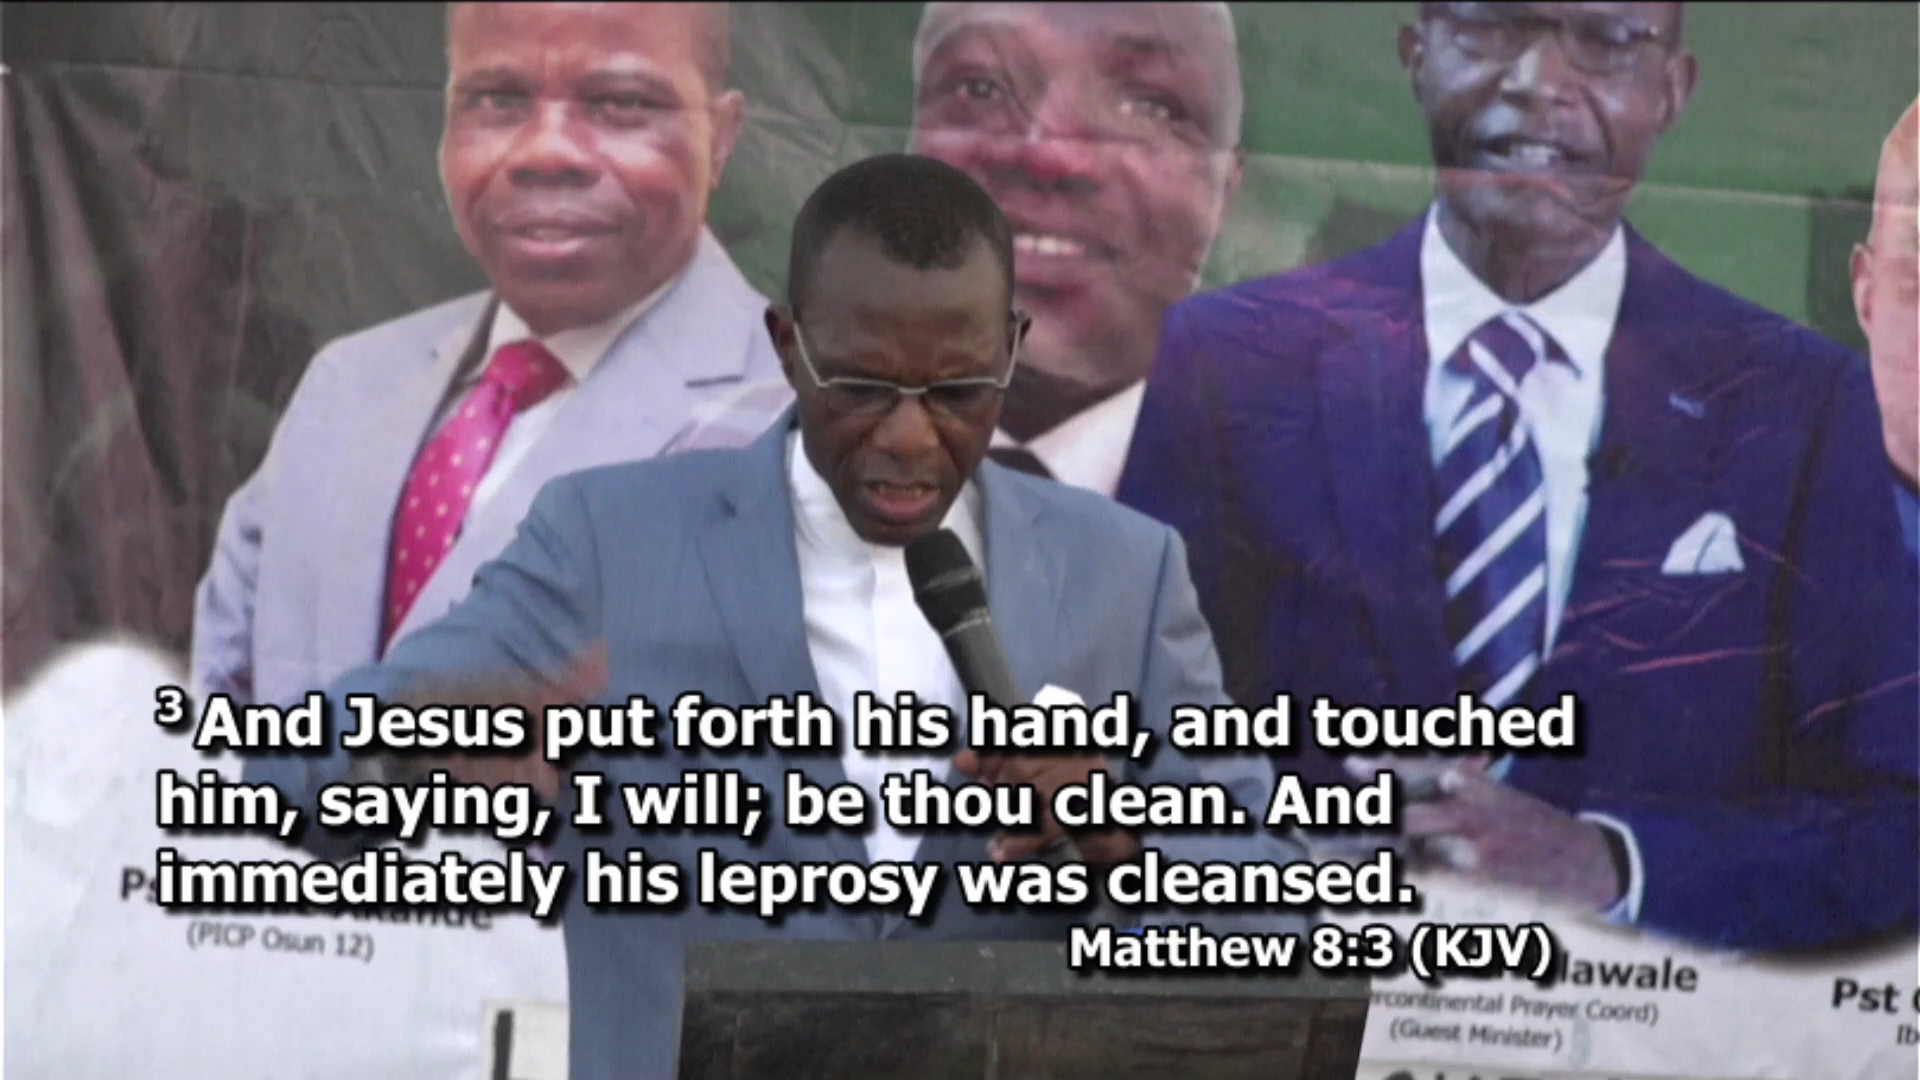 3 And Jesus put forth his hand, and touched
him, saying, I will; be thou clean. And
immediately his leprosy was cleansed.
Matthew 8:3 (KJV)
(PICP Osun 12)
lawale
rcontinental Prayer Coord)
(Guest Minister)
Pst
Ib